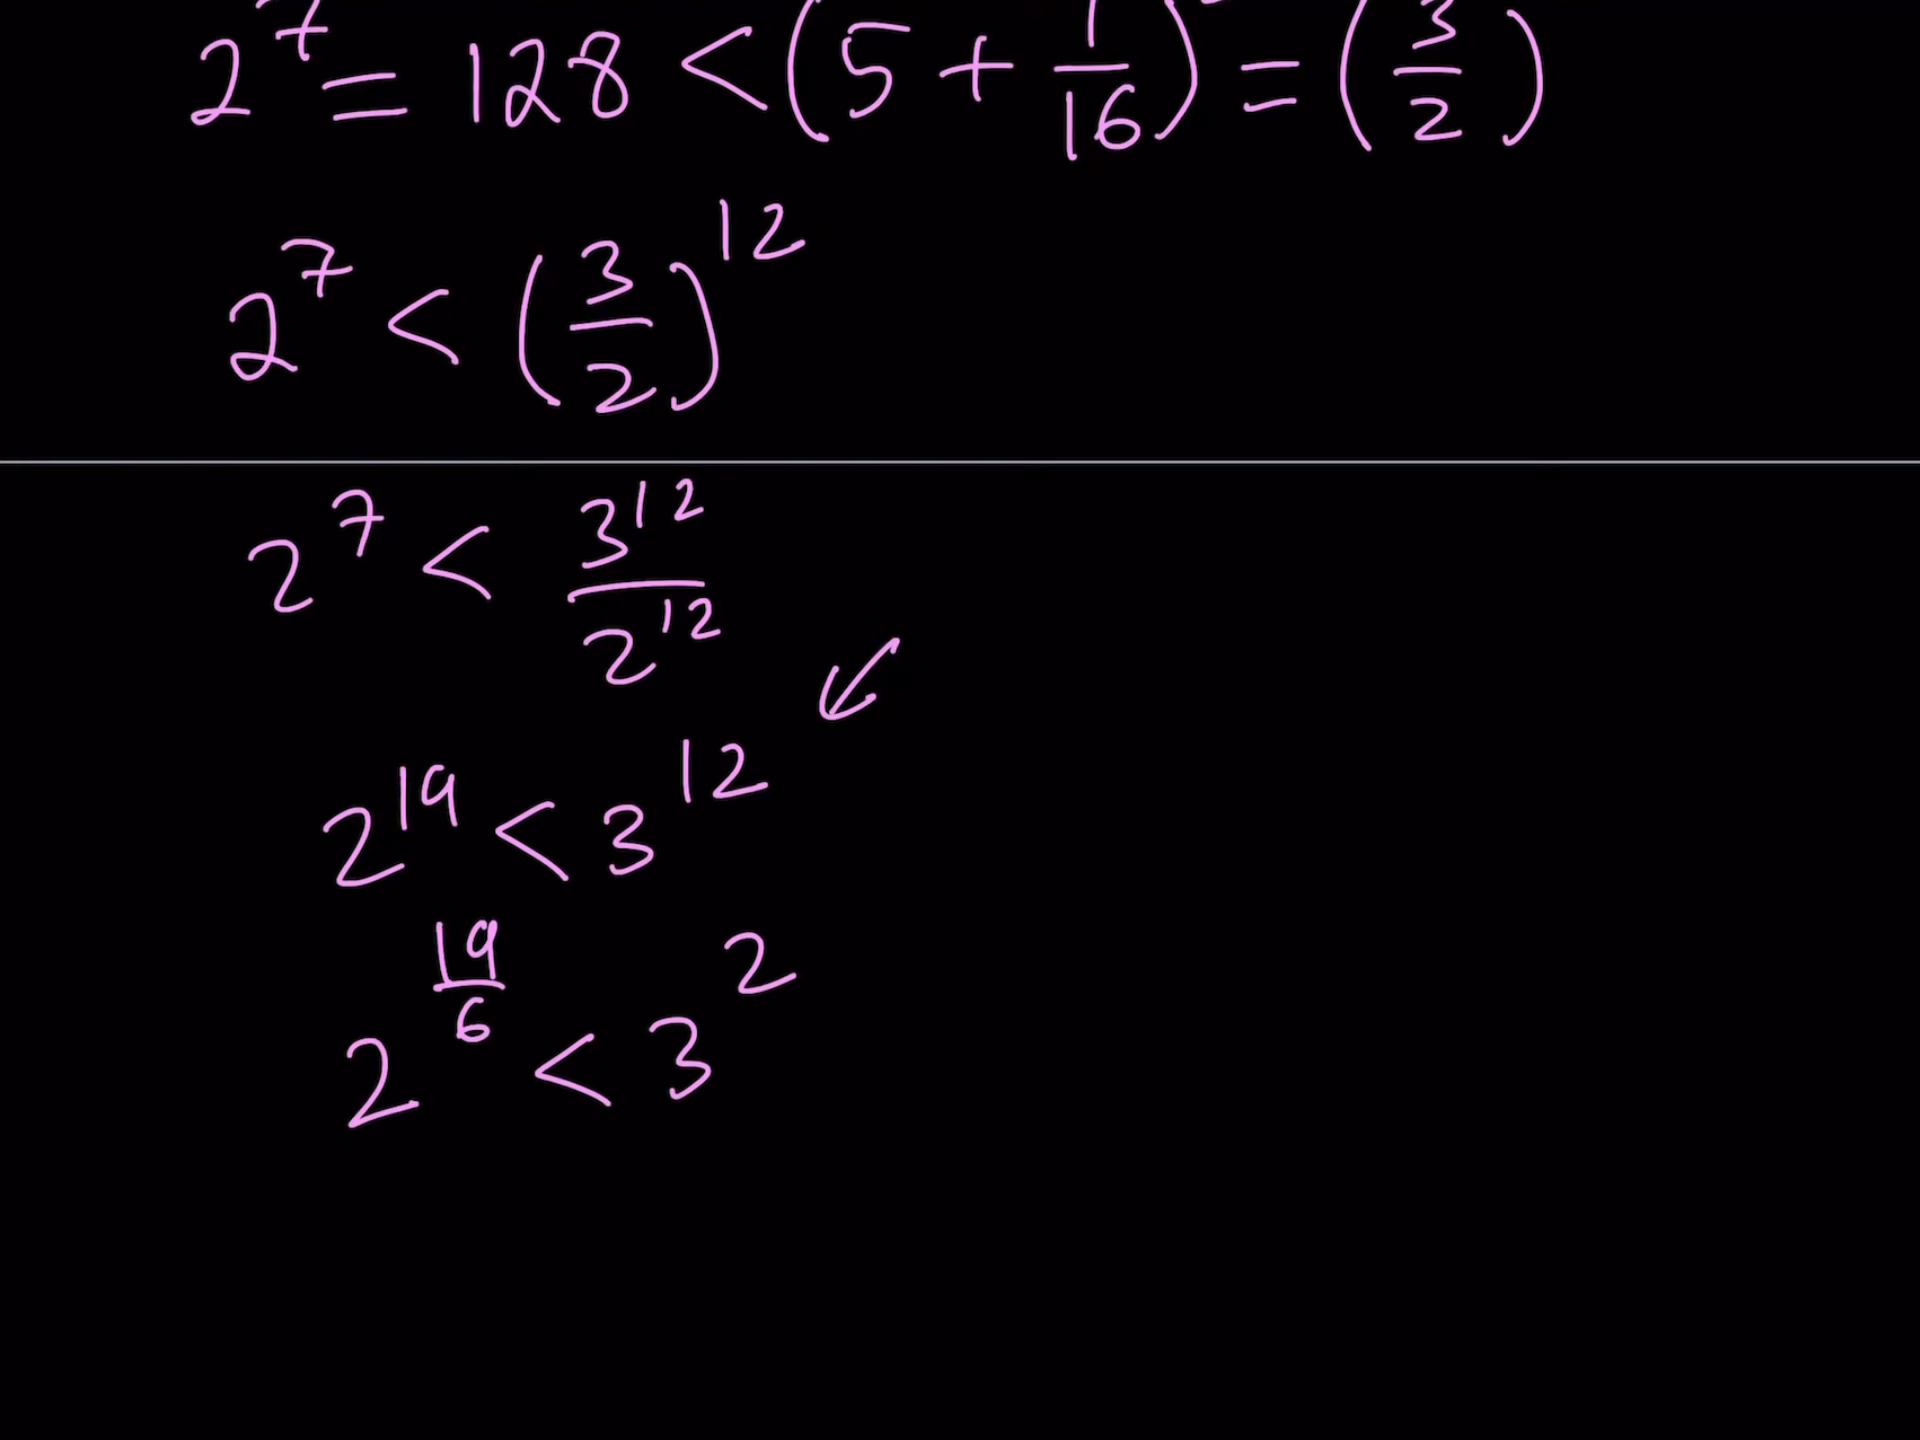 2^7 = 128 < (5 + 1/16) = (3/2)
2^7 < (3/2)^12
2^7 < 3^12/2^12
2^19 < 3^12
2^(19/6) < 3^2